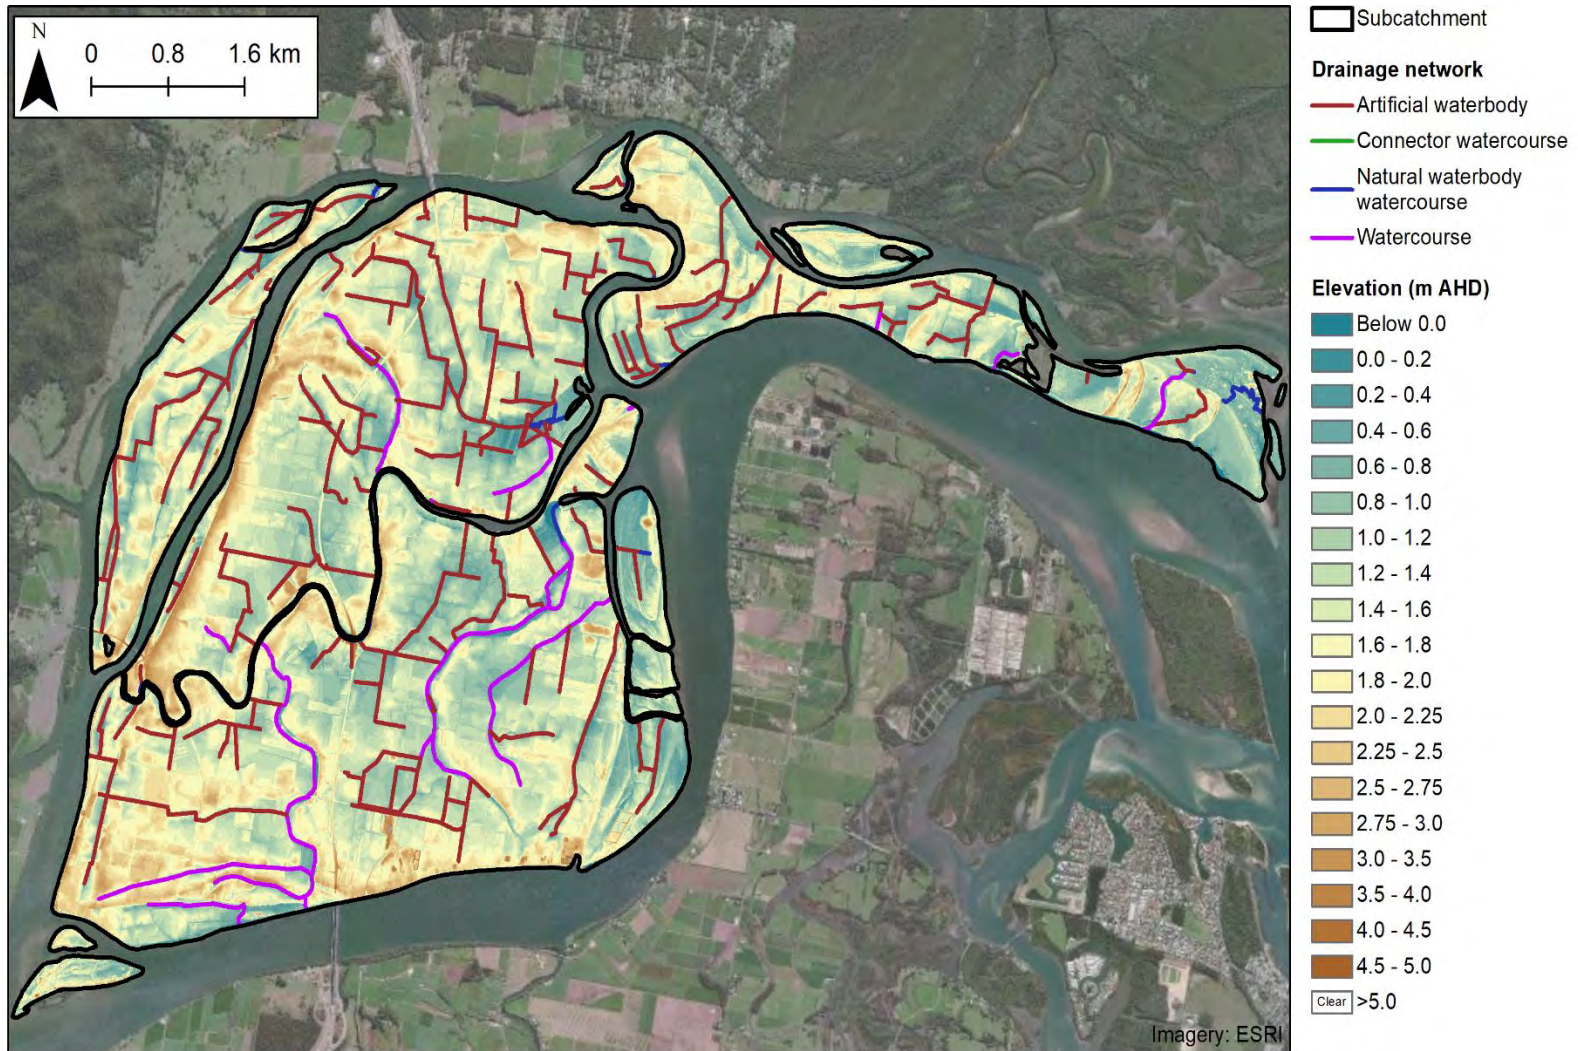 N
0 0.8 1.6 km
Subcatchment
Drainage network
Artificial waterbody
Connector watercourse
Natural waterbody
watercourse
Watercourse
Elevation (m AHD)
Below 0.0
0.0 - 0.2
0.2 - 0.4
0.4 - 0.6
0.6 - 0.8
0.8 - 1.0
1.0 - 1.2
1.2 - 1.4
1.4 - 1.6
1.6 - 1.8
1.8 - 2.0
2.0 - 2.25
2.25 - 2.5
2.5 - 2.75
2.75 - 3.0
3.0 - 3.5
3.5 - 4.0
4.0 - 4.5
4.5 - 5.0
Clear >5.0
Imagery: ESRI